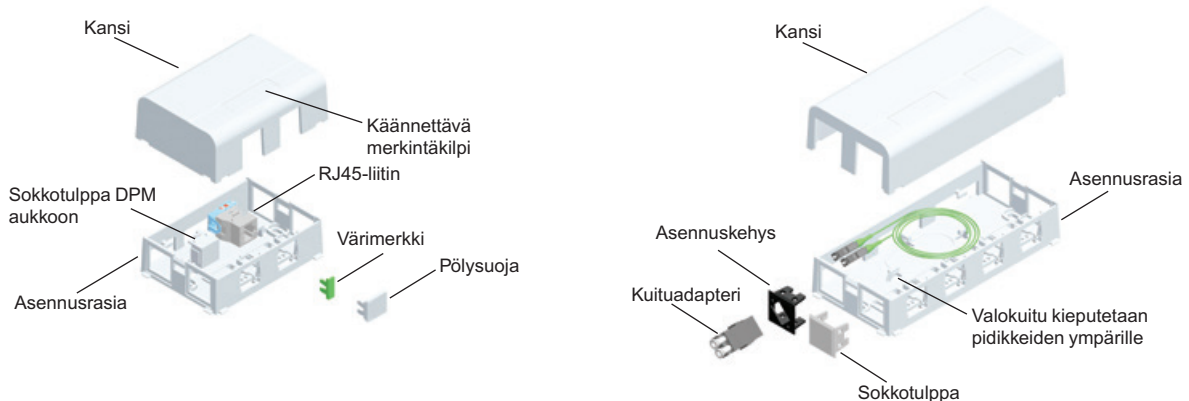 Kansi
Käännettävä
merkintäkilpi
RJ45-liitin
Sokkotulppa DPM
aukkoon
Värimerkki
Pölysuoja
Asennusrasia
Kansi
Asennusrasia
Asennuskehys
Kuituadapteri
Valokuitu kieputetaan
pidikkeiden ympärille
Sokkotulppa